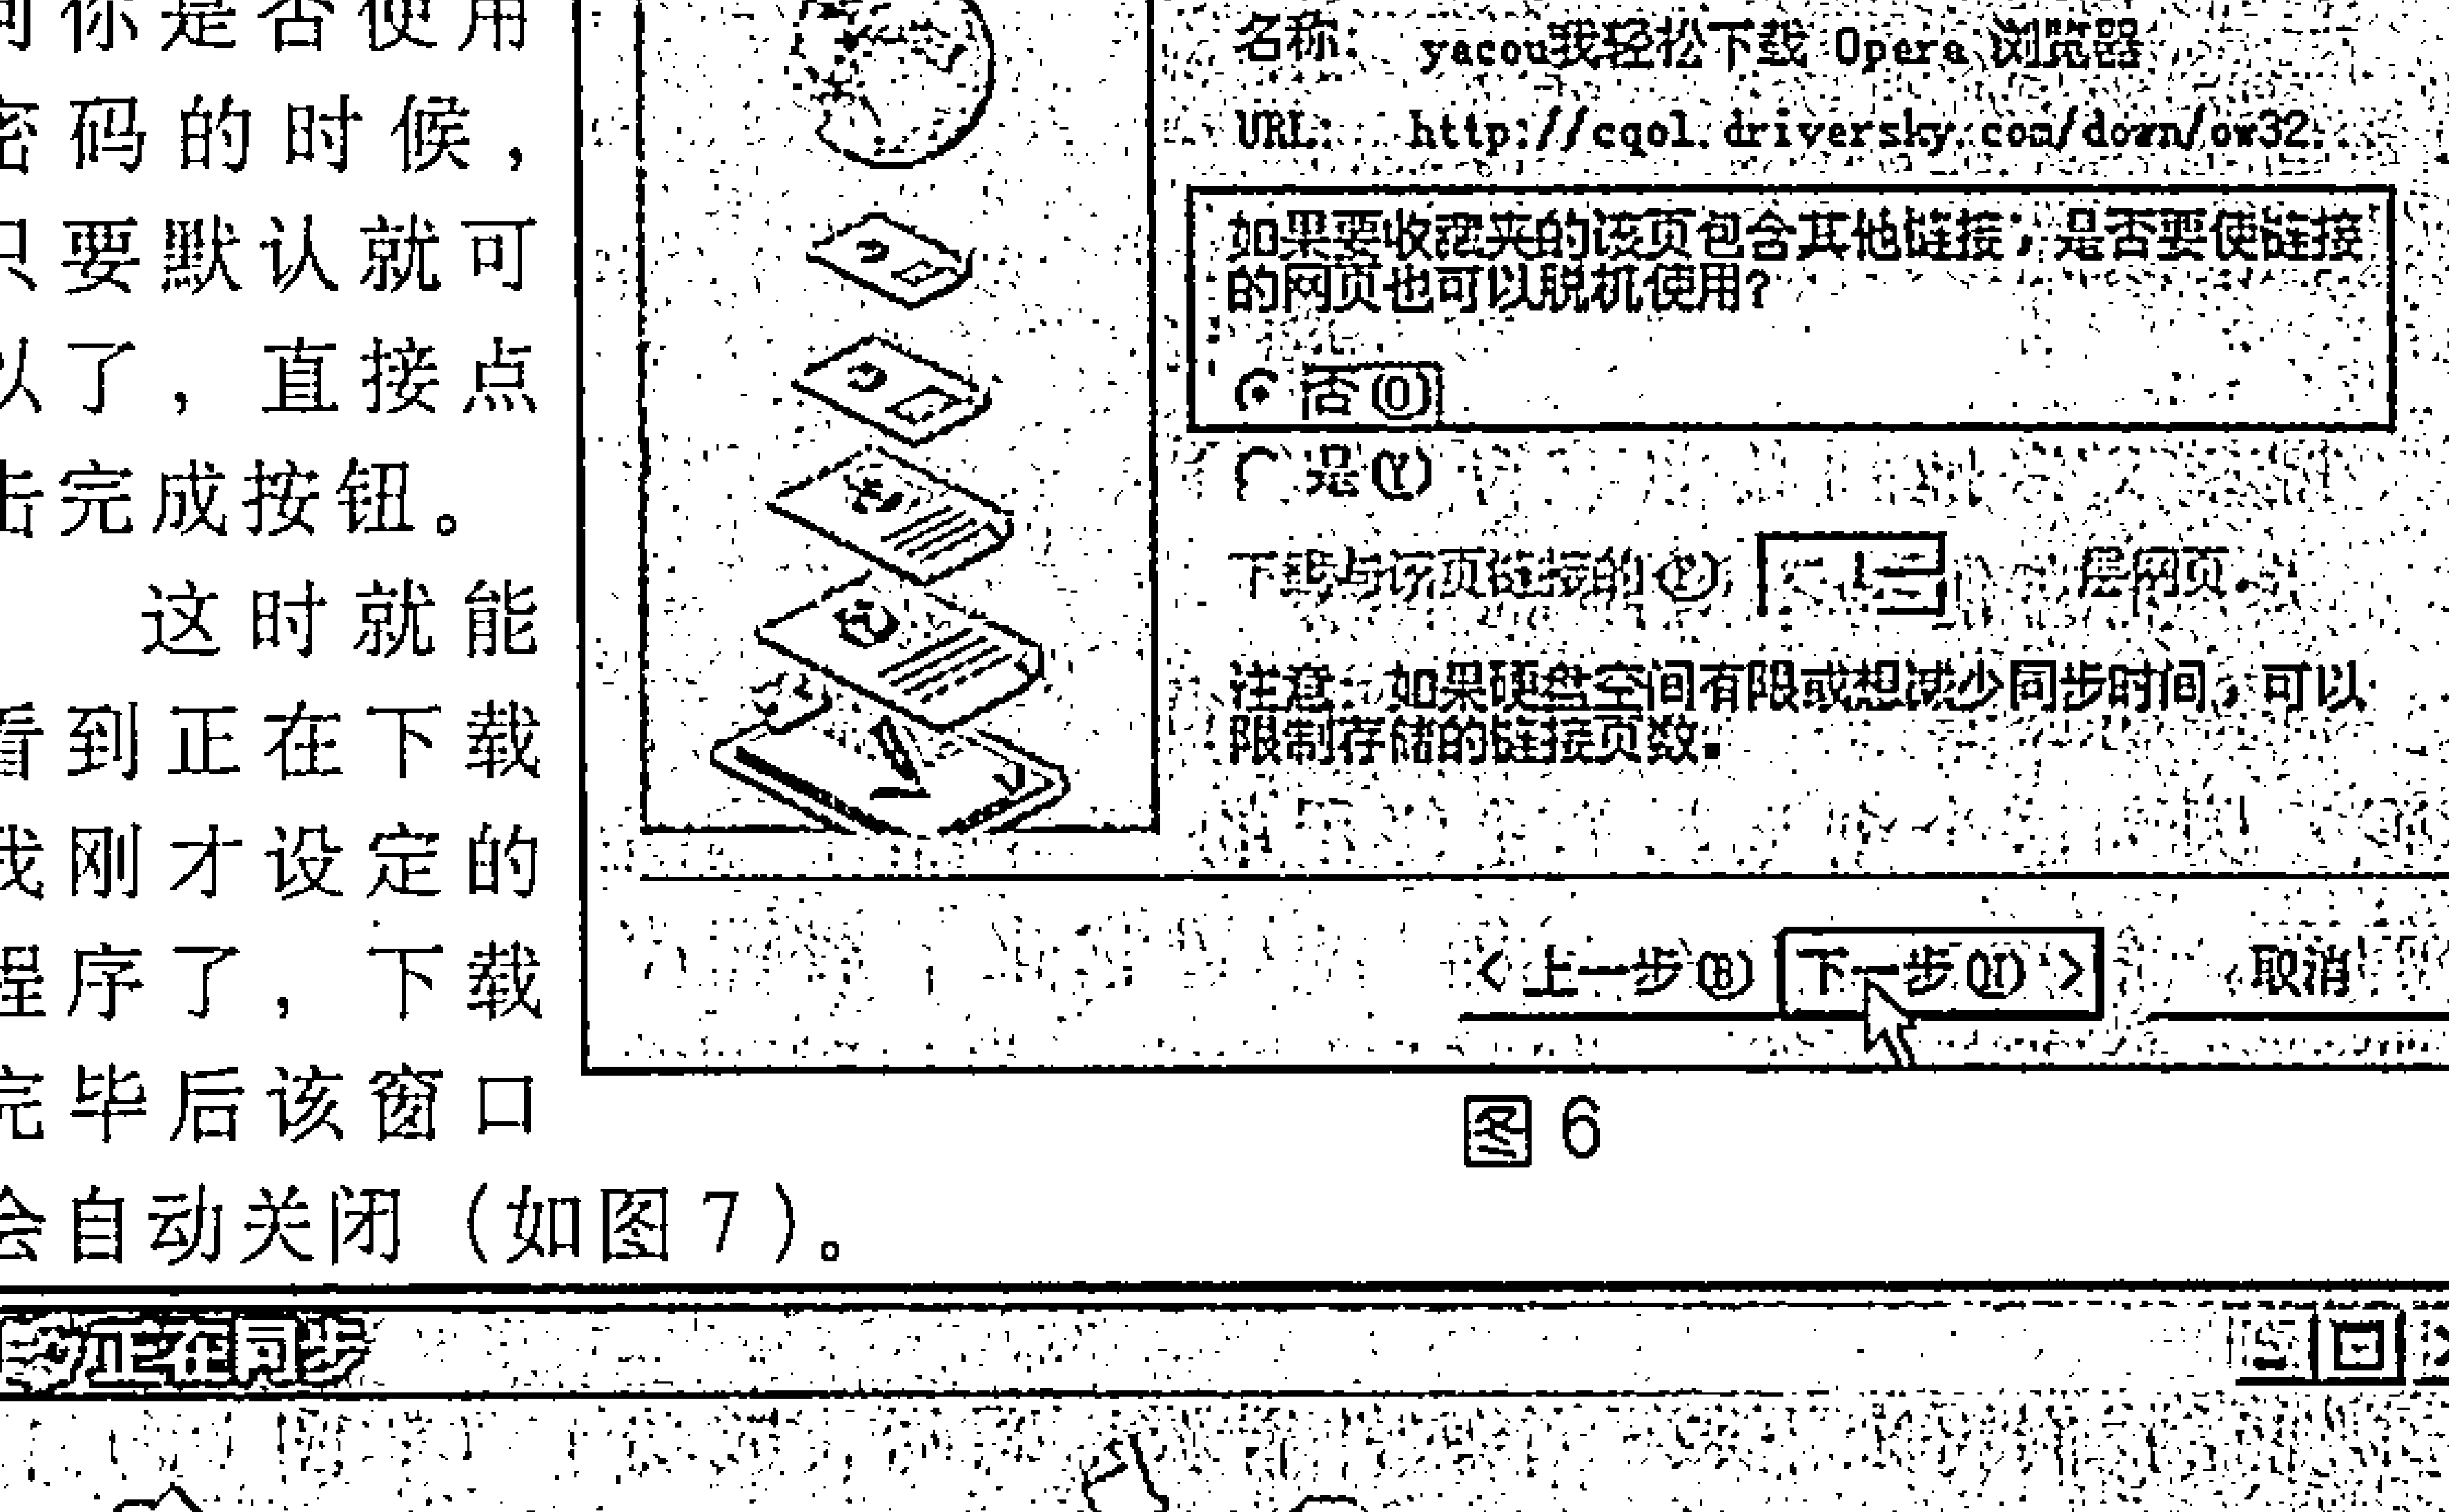 问你是否使用
密码的时候，
只要默认就可
以了，直接点
击完成按钮。
这时就能
看到正在下载
我刚才设定的
程序了，下载
完毕后该窗口
会自动关闭（如图7）。
名称： yacou我轻松下载 Opera 浏览器
URL： http://cqol.driversky.com/down/ow32.
如果要收藏夹的该页包含其他链接，是否要使链接
的网页也可以脱机使用？
否(O)
是(Y)
下载与该页链接的(P) 1 层网页。
注意：如果硬盘空间有限或想减少同步时间，可以
限制存储的链接页数。
< 上一步(B) 下一步(N) > 取消
图6
正在同步